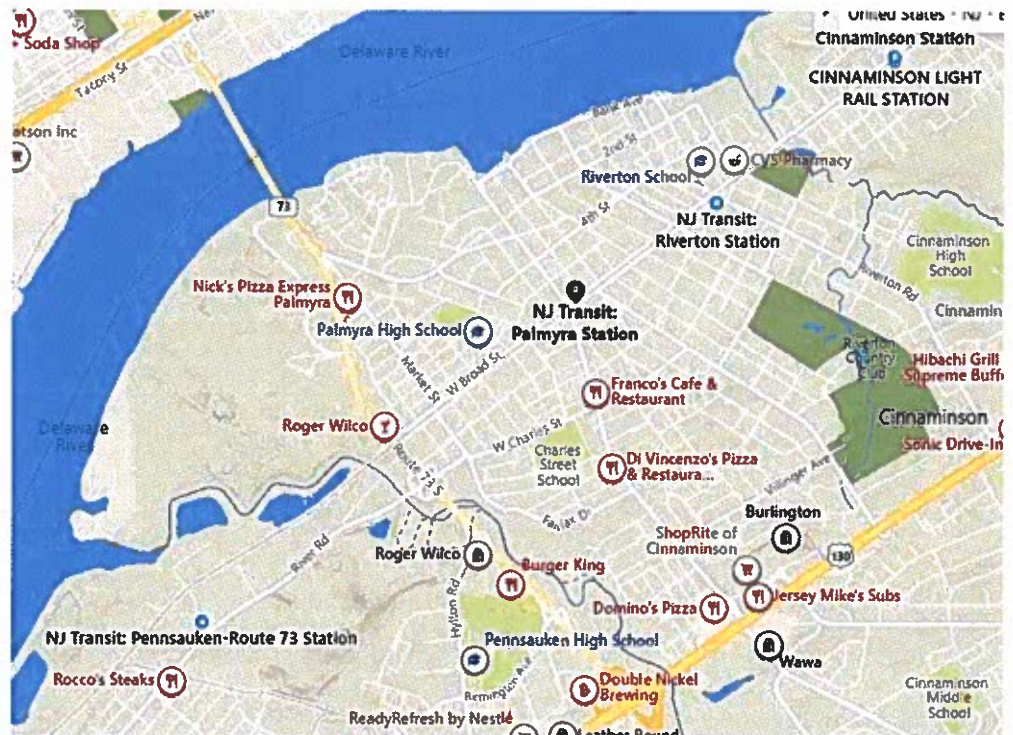 United States · NJ ·
Cinnaminson Station
CINNAMINSON LIGHT
RAIL STATION
Soda Shop
Tacony St
Delaware River
73
2nd St
Riverton School
CVS Pharmacy
4th St
NJ Transit:
Riverton Station
Cinnaminson
High
School
Riverton Rd
Cinnamin
Nick's Pizza Express
Palmyra
Palmyra High School
NJ Transit:
Palmyra Station
Market St
W Broad St
Riverton
Country
Club
Hibachi Grill
Supreme Buff
Franco's Cafe &
Restaurant
Cinnaminson
Sonic Drive-In
Delaware
River
Roger Wilco
Route 73 S
W Charles St
Charles
Street
School
Di Vincenzo's Pizza
& Restaura...
Fairfax Dr
Burlington
130
ShopRite of
Cinnaminson
River Rd
Roger Wilco
Burger King
Hylton Rd
Domino's Pizza
Jersey Mike's Subs
NJ Transit: Pennsauken-Route 73 Station
Pennsauken High School
Wawa
Rocco's Steaks
Remington Ave
Double Nickel
Brewing
Cinnaminson
Middle
School
ReadyRefresh by Nestlé